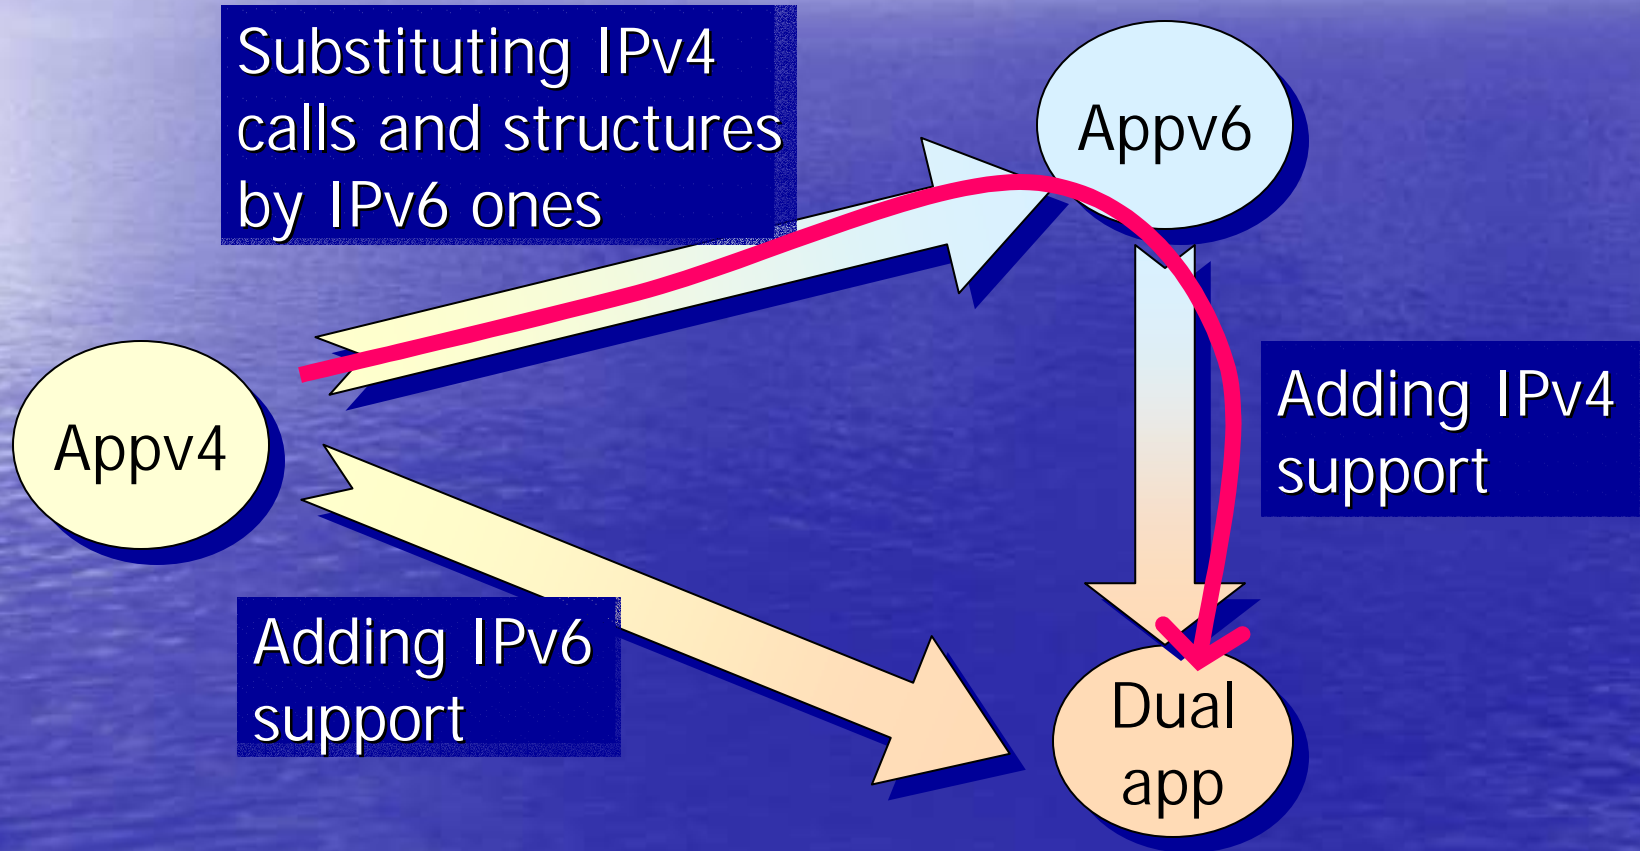 Substituting IPv4
calls and structures
by IPv6 ones
Appv6
Adding IPv4
support
Appv4
Adding IPv6
support
Dual
app